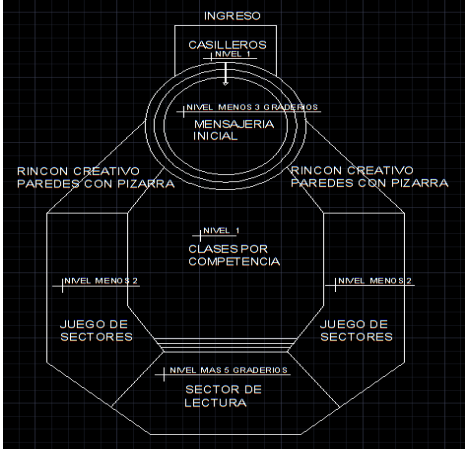 INGRESO
CASILLEROS
NIVEL 1
NIVEL MENOS 3 GRADERIOS
MENSAJERIA
INICIAL
RINCON CREATIVO
PAREDES CON PIZARRA
RINCON CREATIVO
PAREDES CON PIZARRA
NIVEL 1
CLASES POR
COMPETENCIA
NIVEL MENOS 2
NIVEL MENOS 2
JUEGO DE
SECTORES
JUEGO DE
SECTORES
NIVEL MAS 5 GRADERIOS
SECTOR DE
LECTURA